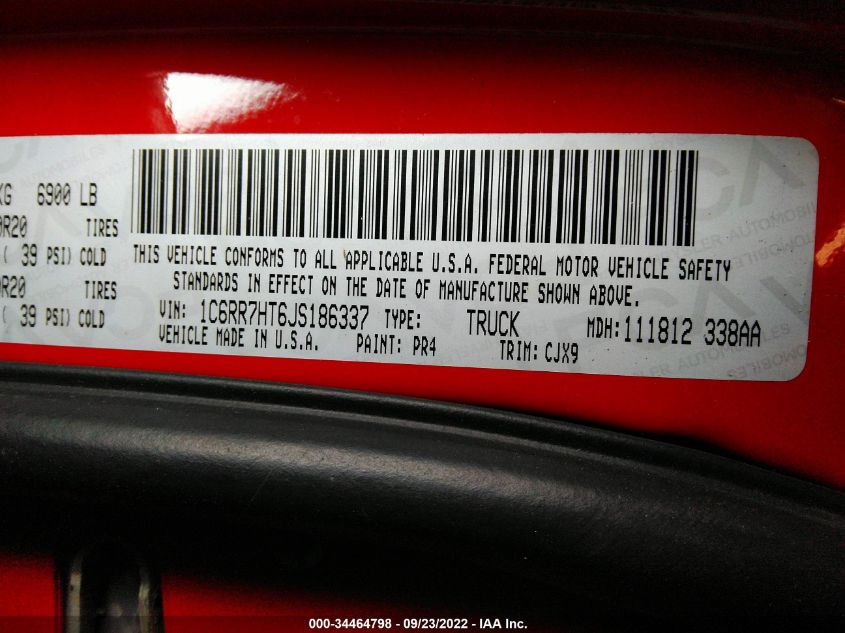 KG 6900 LB
0R20 TIRES
( 39 PSI) COLD
0R20 TIRES
( 39 PSI) COLD
THIS VEHICLE CONFORMS TO ALL APPLICABLE U.S.A. FEDERAL MOTOR VEHICLE SAFETY
STANDARDS IN EFFECT ON THE DATE OF MANUFACTURE SHOWN ABOVE.
VIN: 1C6RR7HT6JS186337 TYPE: TRUCK MDH:111812 338AA
VEHICLE MADE IN U.S.A. PAINT: PR4 TRIM: CJX9
000-34464798 - 09/23/2022 - IAA Inc.